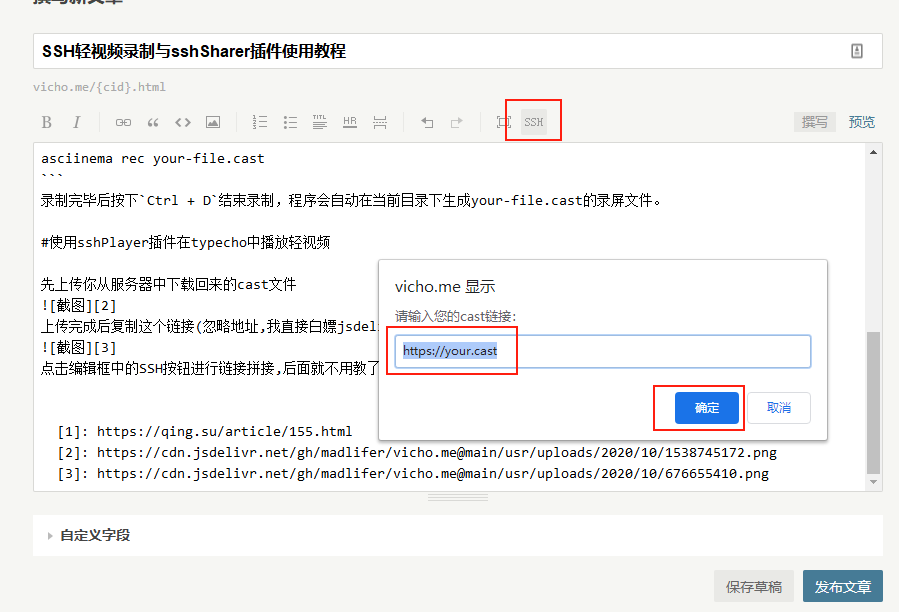 撰写新文章
SSH轻视频录制与sshSharer插件使用教程
vicho.me/{cid}.html
B I HR SSH 撰写 预览
asciinema rec your-file.cast
```
录制完毕后按下`Ctrl + D`结束录制，程序会自动在当前目录下生成your-file.cast的录屏文件。
#使用sshPlayer插件在typecho中播放轻视频
先上传你从服务器中下载回来的cast文件
![截图][2]
上传完成后复制这个链接(忽略地址,我直接白嫖jsdeli
![截图][3]
点击编辑框中的SSH按钮进行链接拼接,后面就不用教了
vicho.me 显示
请输入您的cast链接:
https://your.cast
确定 取消
[1]: https://qing.su/article/155.html
[2]: https://cdn.jsdelivr.net/gh/madlifer/vicho.me@main/usr/uploads/2020/10/1538745172.png
[3]: https://cdn.jsdelivr.net/gh/madlifer/vicho.me@main/usr/uploads/2020/10/676655410.png
自定义字段
保存草稿 发布文章